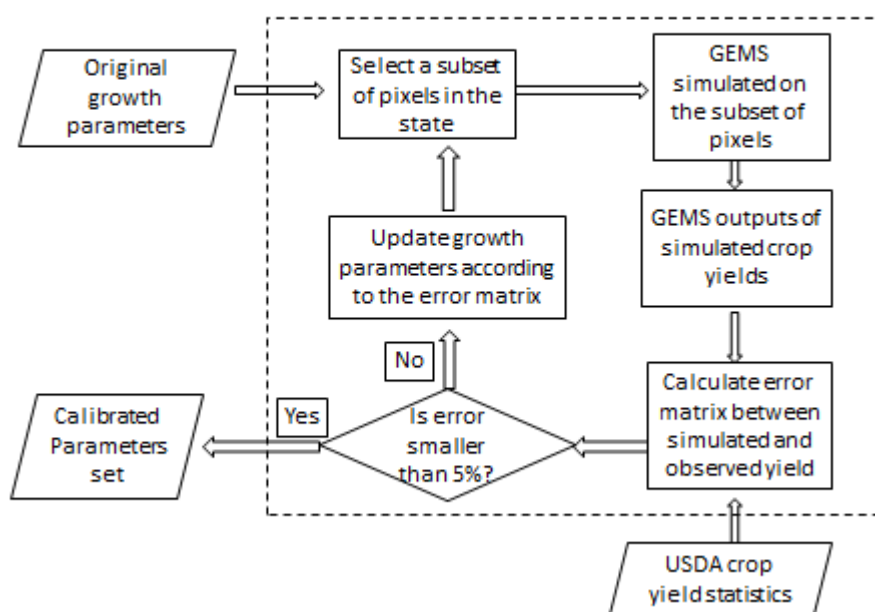 Original
growth
parameters
Select a subset
of pixels in the
state
GEMS
simulated on
the subset of
pixels
GEMS outputs of
simulated crop
yields
Update growth
parameters according
to the error matrix
No
Calculate error
matrix between
simulated and
observed yield
Is error
smaller
than 5%?
Yes
Calibrated
Parameters
set
USDA crop
yield statistics